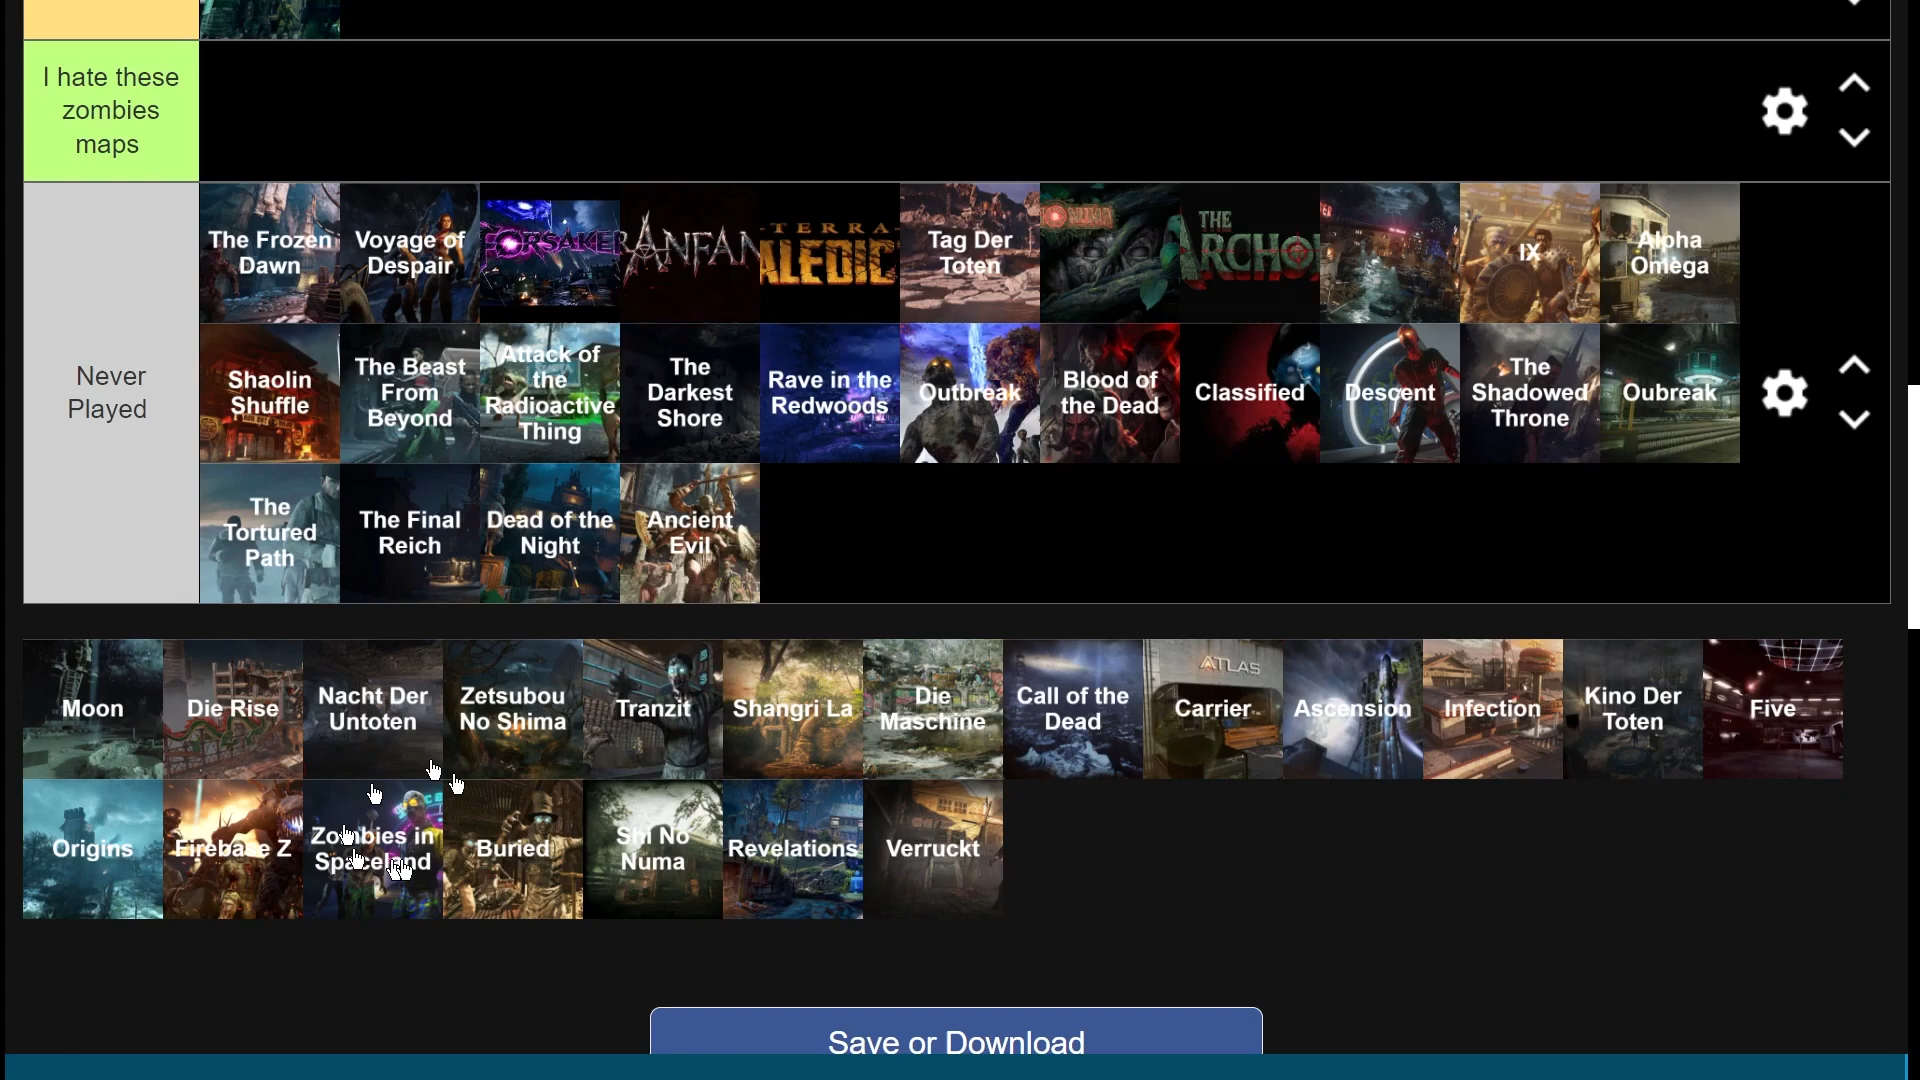 I hate these
zombies
maps
Never
Played
The Frozen
Dawn
Voyage of
Despair
FORSAKEN
ANFAN
TERRA
ALEDIC
Tag Der
Toten
THE
ARCHO
IX
Alpha
Omega
Shaolin
Shuffle
The Beast
From
Beyond
Attack of
the
Radioactive
Thing
The
Darkest
Shore
Rave in the
Redwoods
Outbreak
Blood of
the Dead
Classified
Descent
The
Shadowed
Throne
Oubreak
The
Tortured
Path
The Final
Reich
Dead of the
Night
Ancient
Evil
Moon
Die Rise
Nacht Der
Untoten
Zetsubou
No Shima
Tranzit
Shangri La
Die
Maschine
Call of the
Dead
ATLAS
Carrier
Ascension
Infection
Kino Der
Toten
Five
Origins
Firebase Z
Zombies in
Spaceland
Buried
Shi No
Numa
Revelations
Verruckt
Save or Download